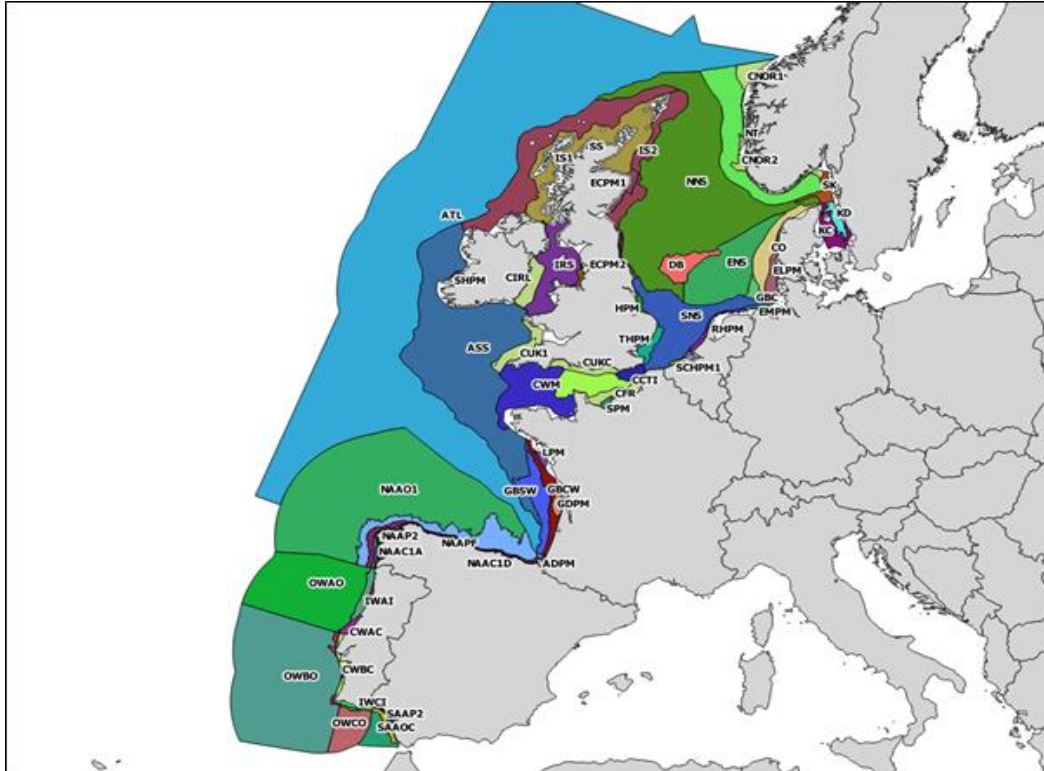 CNOR1
NT
CNOR2
SS
IS1
IS2
ECPM1
NNS
SK
KD
KC
ATL
CO
IRS
ECPM2
DB
ENS
ELPM
SHPM
CIRL
GBC
EMPM
HPM
SNS
RHPM
THPM
ASS
CUK1
CUKC
SCHPM1
CWM
CCTI
CFR
SPM
LPM
NAAO1
GBSW
GBCW
GDPM
NAAP2
NAAPF
NAAC1A
NAAC1D
ADPM
OWAO
IWAI
CWAC
CWBC
OWBO
IWCI
SAAP2
OWCO
SAAOC